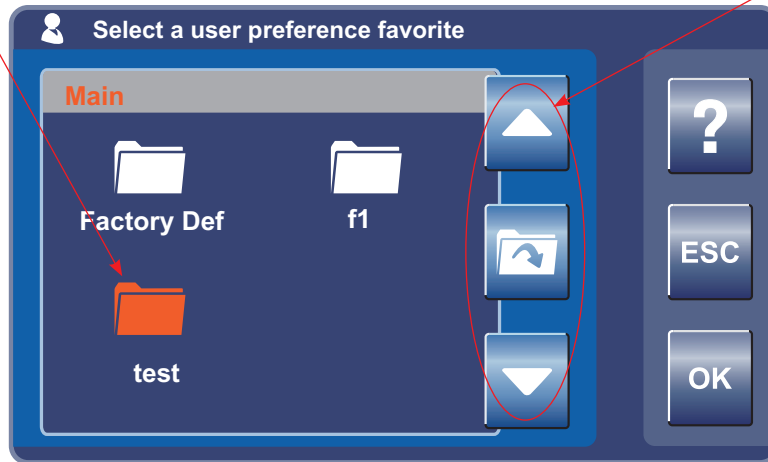 Select a user preference favorite
Main
?
Factory Def
f1
ESC
test
OK